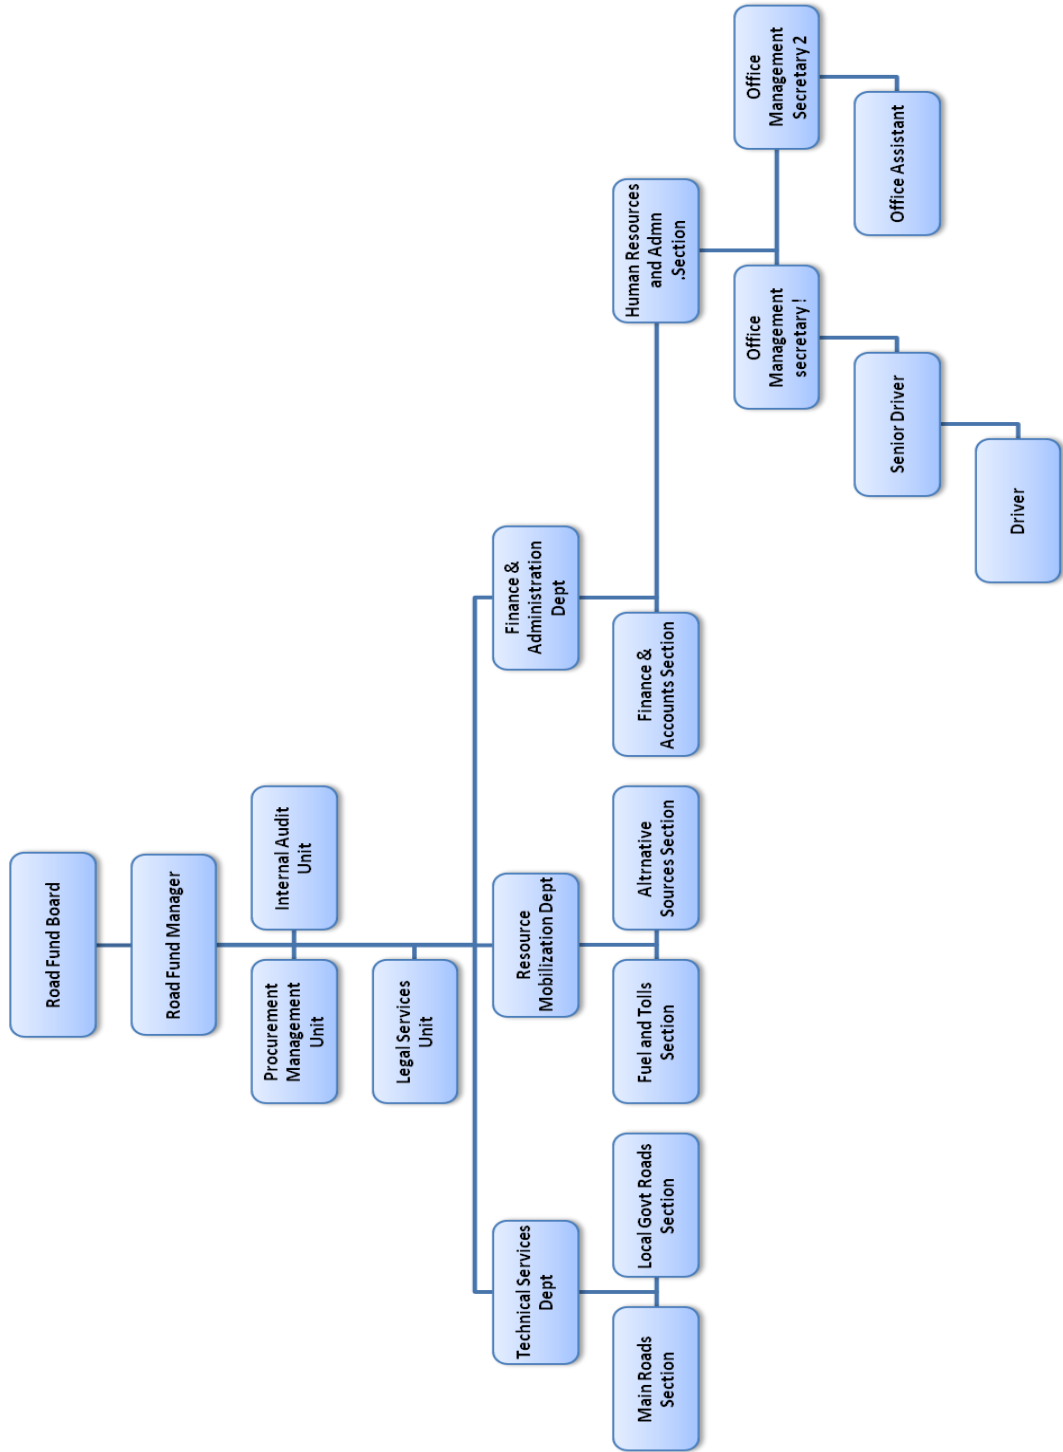 Road Fund Board
Road Fund Manager
Procurement
Management
Unit
Internal Audit
Unit
Legal Services
Unit
Technical Services
Dept
Resource
Mobilization Dept
Finance &
Administration
Dept
Main Roads
Section
Local Govt Roads
Section
Fuel and Tolls
Section
Altrnative
Sources Section
Finance &
Accounts Section
Human Resources
and Admn
.Section
Office
Management
secretary !
Office
Management
Secretary 2
Senior Driver
Office Assistant
Driver